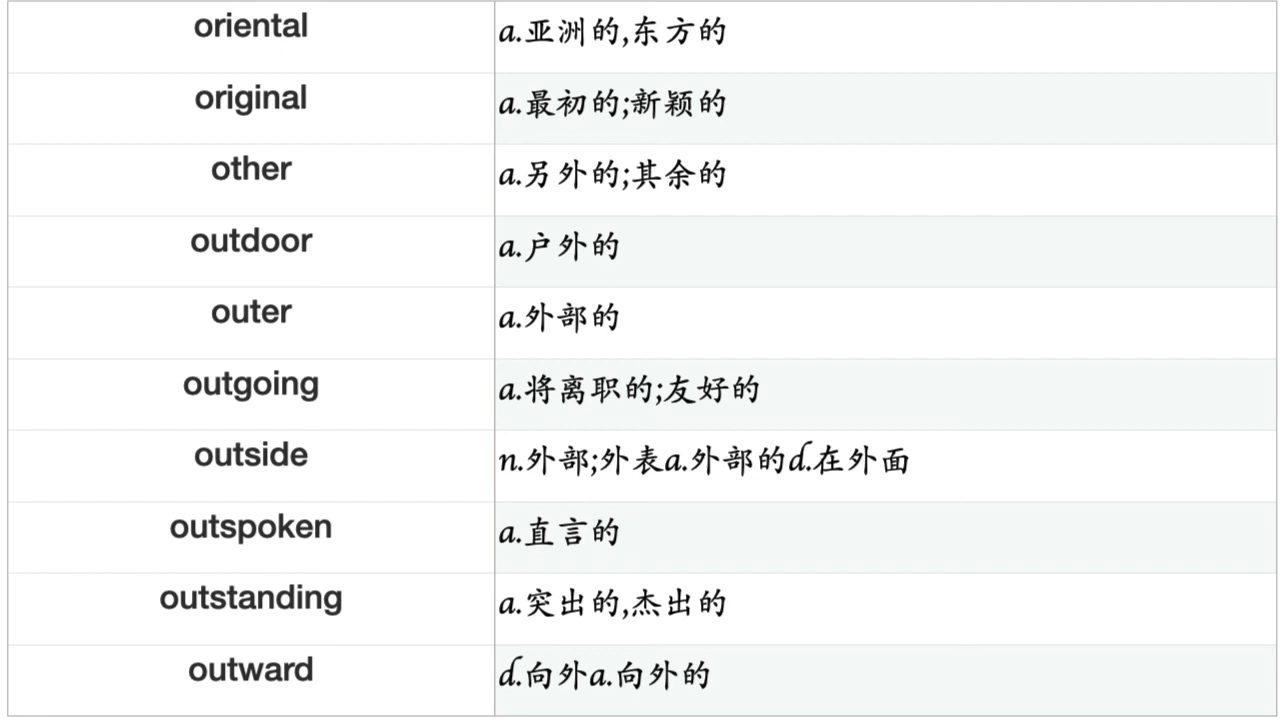 oriental a.亚洲的,东方的
original a.最初的;新颖的
other a.另外的;其余的
outdoor a.户外的
outer a.外部的
outgoing a.将离职的;友好的
outside n.外部;外表a.外部的d.在外面
outspoken a.直言的
outstanding a.突出的,杰出的
outward d.向外a.向外的